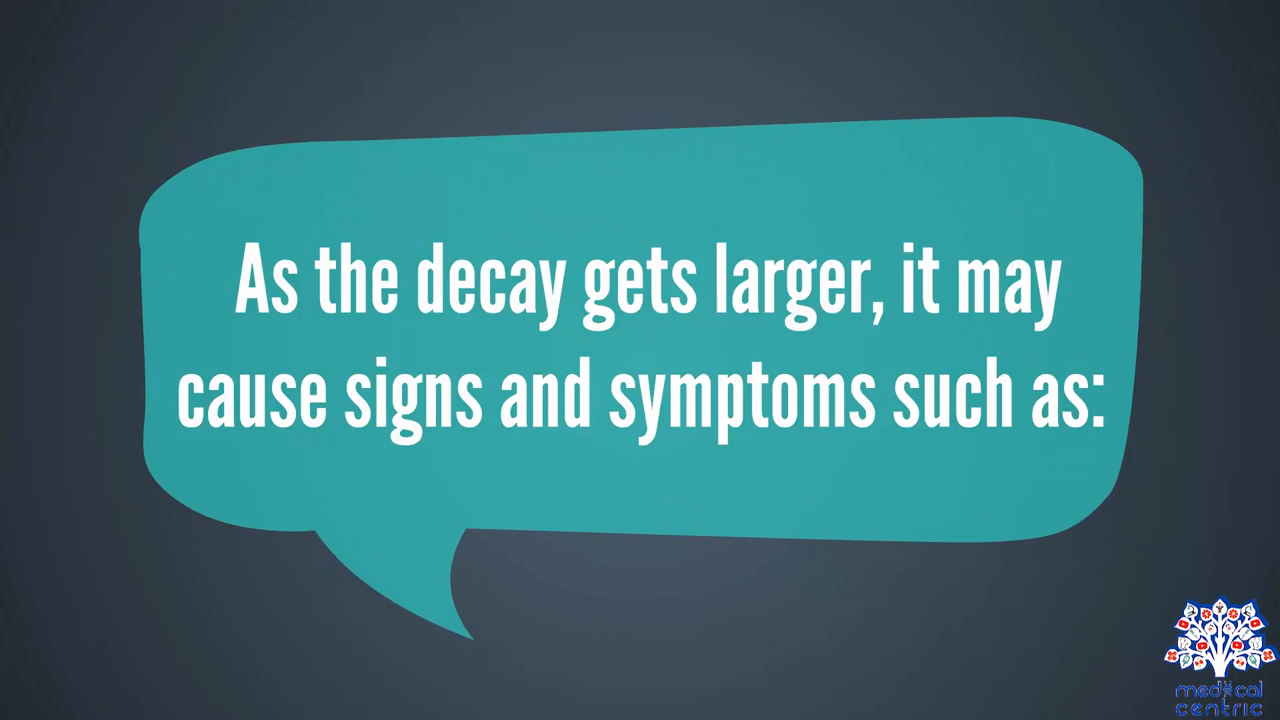 As the decay gets larger, it may
cause signs and symptoms such as:
medical
centric